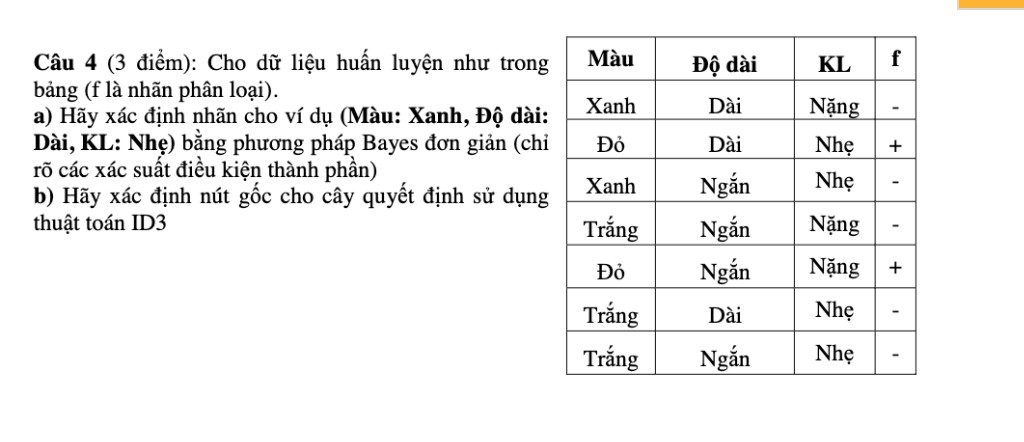 Câu 4 (3 điểm): Cho dữ liệu huấn luyện như trong
bảng (f là nhãn phân loại).
a) Hãy xác định nhãn cho ví dụ (Màu: Xanh, Độ dài:
Dài, KL: Nhẹ) bằng phương pháp Bayes đơn giản (chỉ
rõ các xác suất điều kiện thành phần)
b) Hãy xác định nút gốc cho cây quyết định sử dụng
thuật toán ID3
Màu Độ dài KL f
Xanh Dài Nặng -
Đỏ Dài Nhẹ +
Xanh Ngắn Nhẹ -
Trắng Ngắn Nặng -
Đỏ Ngắn Nặng +
Trắng Dài Nhẹ -
Trắng Ngắn Nhẹ -